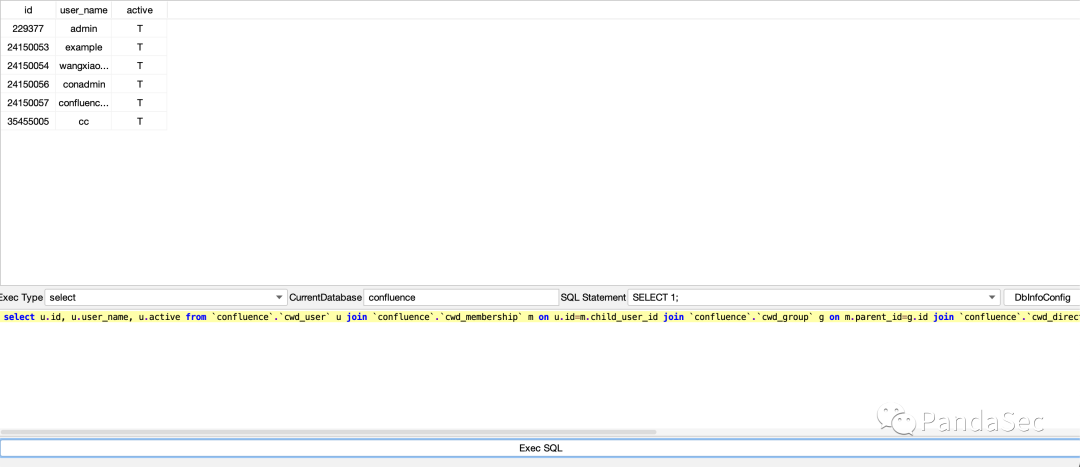 id user_name active
229377 admin T
24150053 example T
24150054 wangxiao... T
24150056 conadmin T
24150057 confluenc... T
35455005 cc T
Exec Type select CurrentDatabase confluence SQL Statement SELECT 1; DbInfoConfig
select u.id, u.user_name, u.active from `confluence`.`cwd_user` u join `confluence`.`cwd_membership` m on u.id=m.child_user_id join `confluence`.`cwd_group` g on m.parent_id=g.id join `confluence`.`cwd_direct
PandaSec
Exec SQL